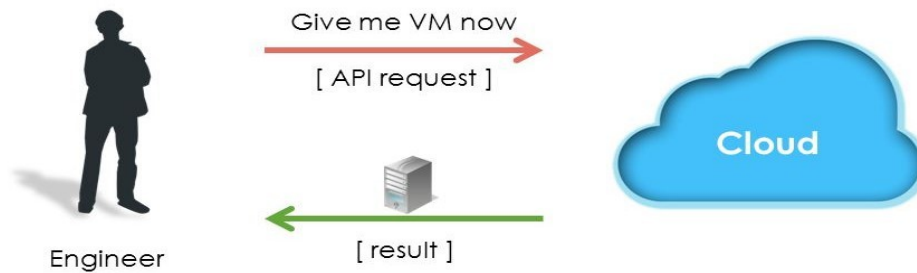 Give me VM now
[ API request ]
Cloud
[ result ]
Engineer